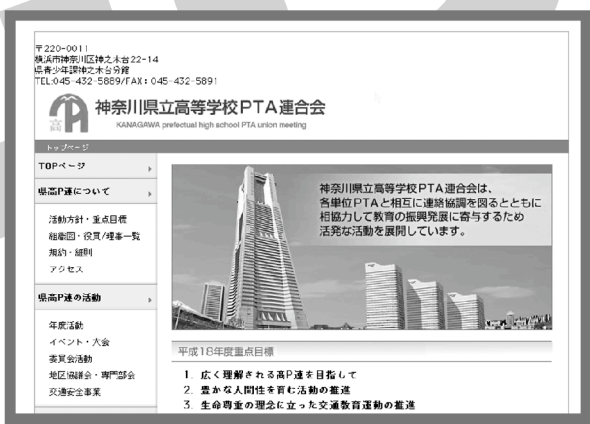 〒220-0011
横浜市神奈川区神之木台22-14
県青少年課神之木台分館
TEL:045-432-5889/FAX:045-432-5891
神奈川県立高等学校PTA連合会
KANAGAWA prefectual high school PTA union meeting
トップページ
TOPページ
県高P連について
活動方針・重点目標
組織図・役員/理事一覧
規約・細則
アクセス
県高P連の活動
年度活動
イベント・大会
委員会活動
地区協議会・専門部会
交通安全事業
神奈川県立高等学校PTA連合会は、
各単位PTAと相互に連絡協調を図るとともに
相協力して教育の振興発展に寄与するため
活発な活動を展開しています。
平成18年度重点目標
1. 広く理解される高P連を目指して
2. 豊かな人間性を育む活動の推進
3. 生命尊重の理念に立った交通教育運動の推進